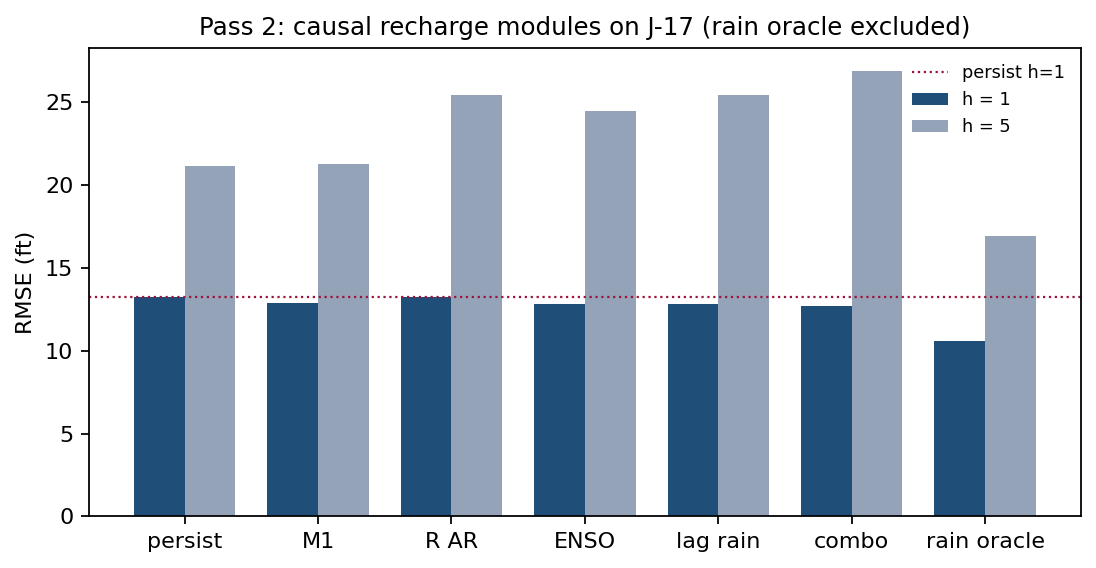 Pass 2: causal recharge modules on J-17 (rain oracle excluded)
persist h=1
h = 1
h = 5
RMSE (ft)
25
20
15
10
5
0
persist M1 R AR ENSO lag rain combo rain oracle